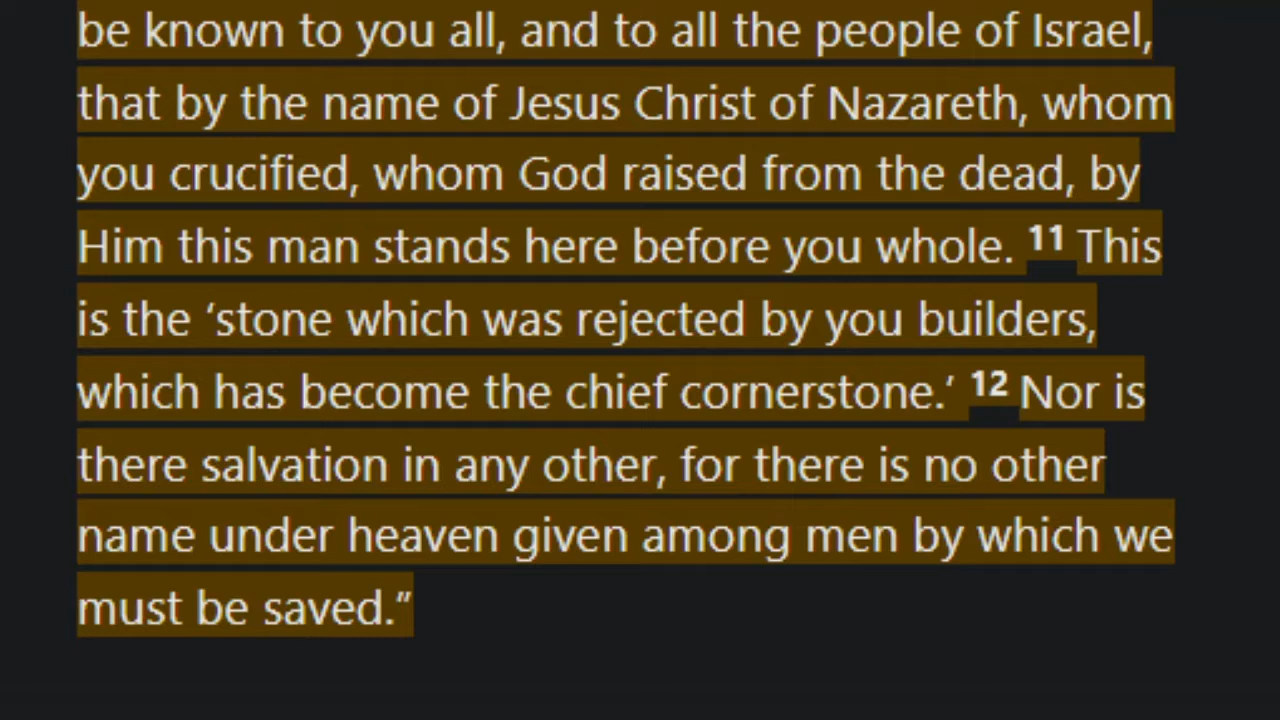 be known to you all, and to all the people of Israel,
that by the name of Jesus Christ of Nazareth, whom
you crucified, whom God raised from the dead, by
Him this man stands here before you whole. 11 This
is the ‘stone which was rejected by you builders,
which has become the chief cornerstone.’ 12 Nor is
there salvation in any other, for there is no other
name under heaven given among men by which we
must be saved.”